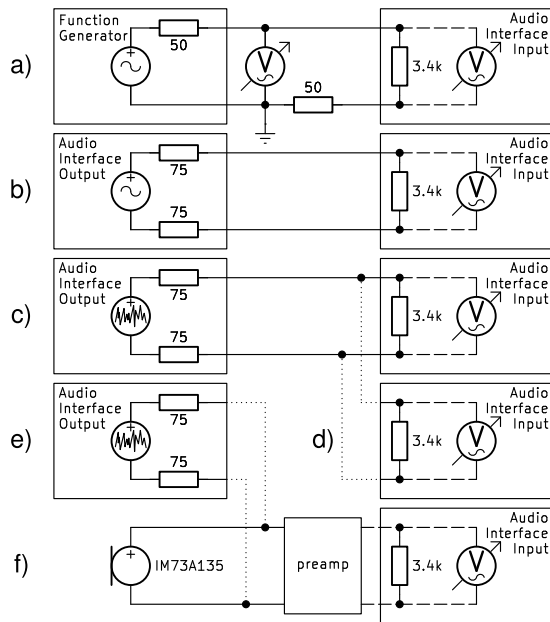 Function
Generator
50
50
Audio
Interface
Input
3.4k
V
V
a)
Audio
Interface
Output
75
75
Audio
Interface
Input
3.4k
V
b)
Audio
Interface
Output
75
75
Audio
Interface
Input
3.4k
V
c)
Audio
Interface
Output
75
75
Audio
Interface
Input
3.4k
V
e)
d)
IM73A135
preamp
Audio
Interface
Input
3.4k
V
f)